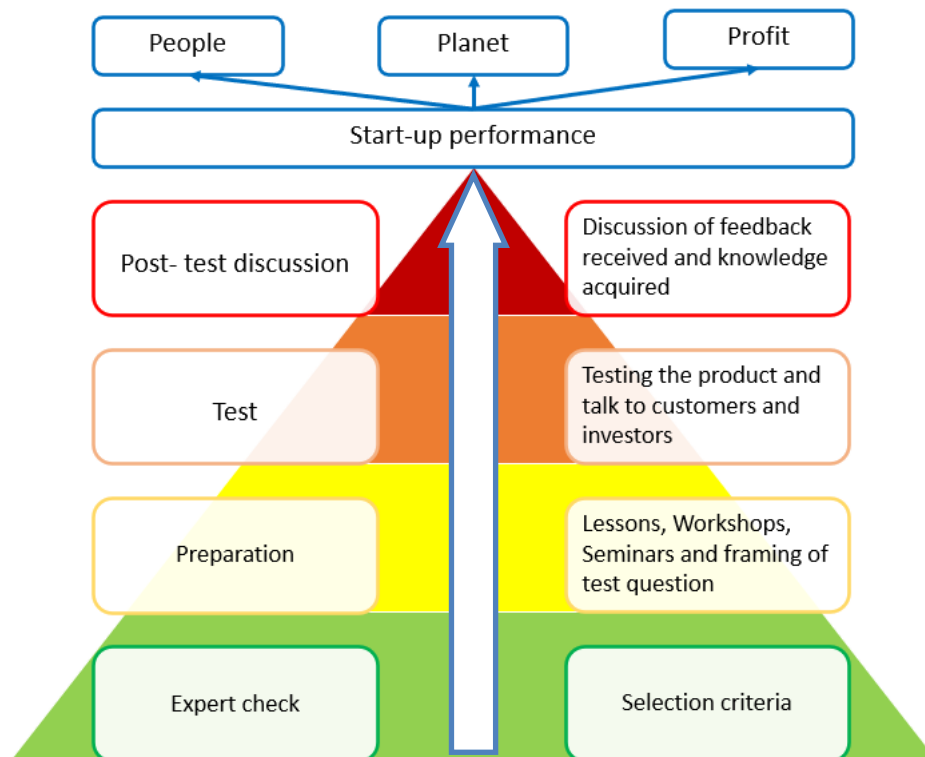 People
Planet
Profit
Start-up performance
Post- test discussion
Discussion of feedback
received and knowledge
acquired
Test
Testing the product and
talk to customers and
investors
Preparation
Lessons, Workshops,
Seminars and framing of
test question
Expert check
Selection criteria